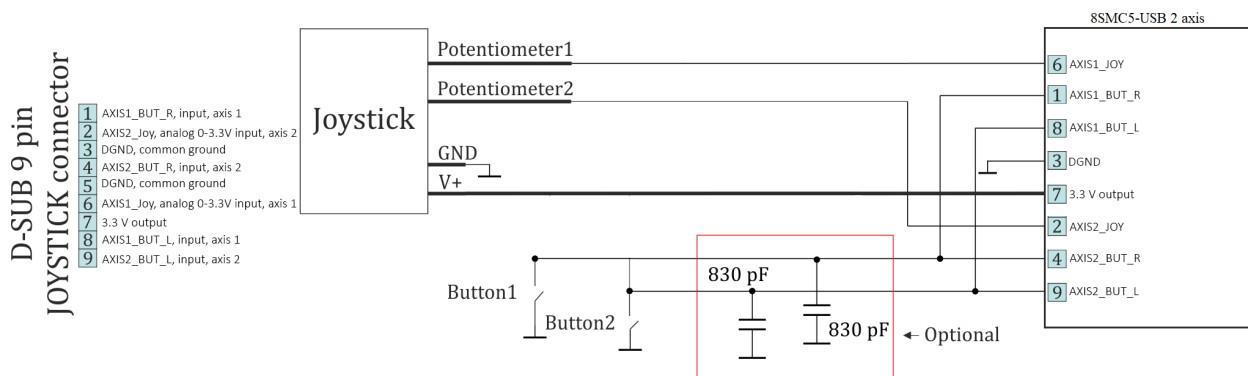 D-SUB 9 pin
JOYSTICK connector
1 AXIS1_BUT_R, input, axis 1
2 AXIS2_Joy, analog 0-3.3V input, axis 2
3 DGND, common ground
4 AXIS2_BUT_R, input, axis 2
5 DGND, common ground
6 AXIS1_Joy, analog 0-3.3V input, axis 1
7 3.3 V output
8 AXIS1_BUT_L, input, axis 1
9 AXIS2_BUT_L, input, axis 2
Joystick
Potentiometer1
Potentiometer2
GND
V+
Button1
Button2
830 pF
830 pF
Optional
8SMC5-USB 2 axis
6 AXIS1_JOY
1 AXIS1_BUT_R
8 AXIS1_BUT_L
3 DGND
7 3.3 V output
2 AXIS2_JOY
4 AXIS2_BUT_R
9 AXIS2_BUT_L